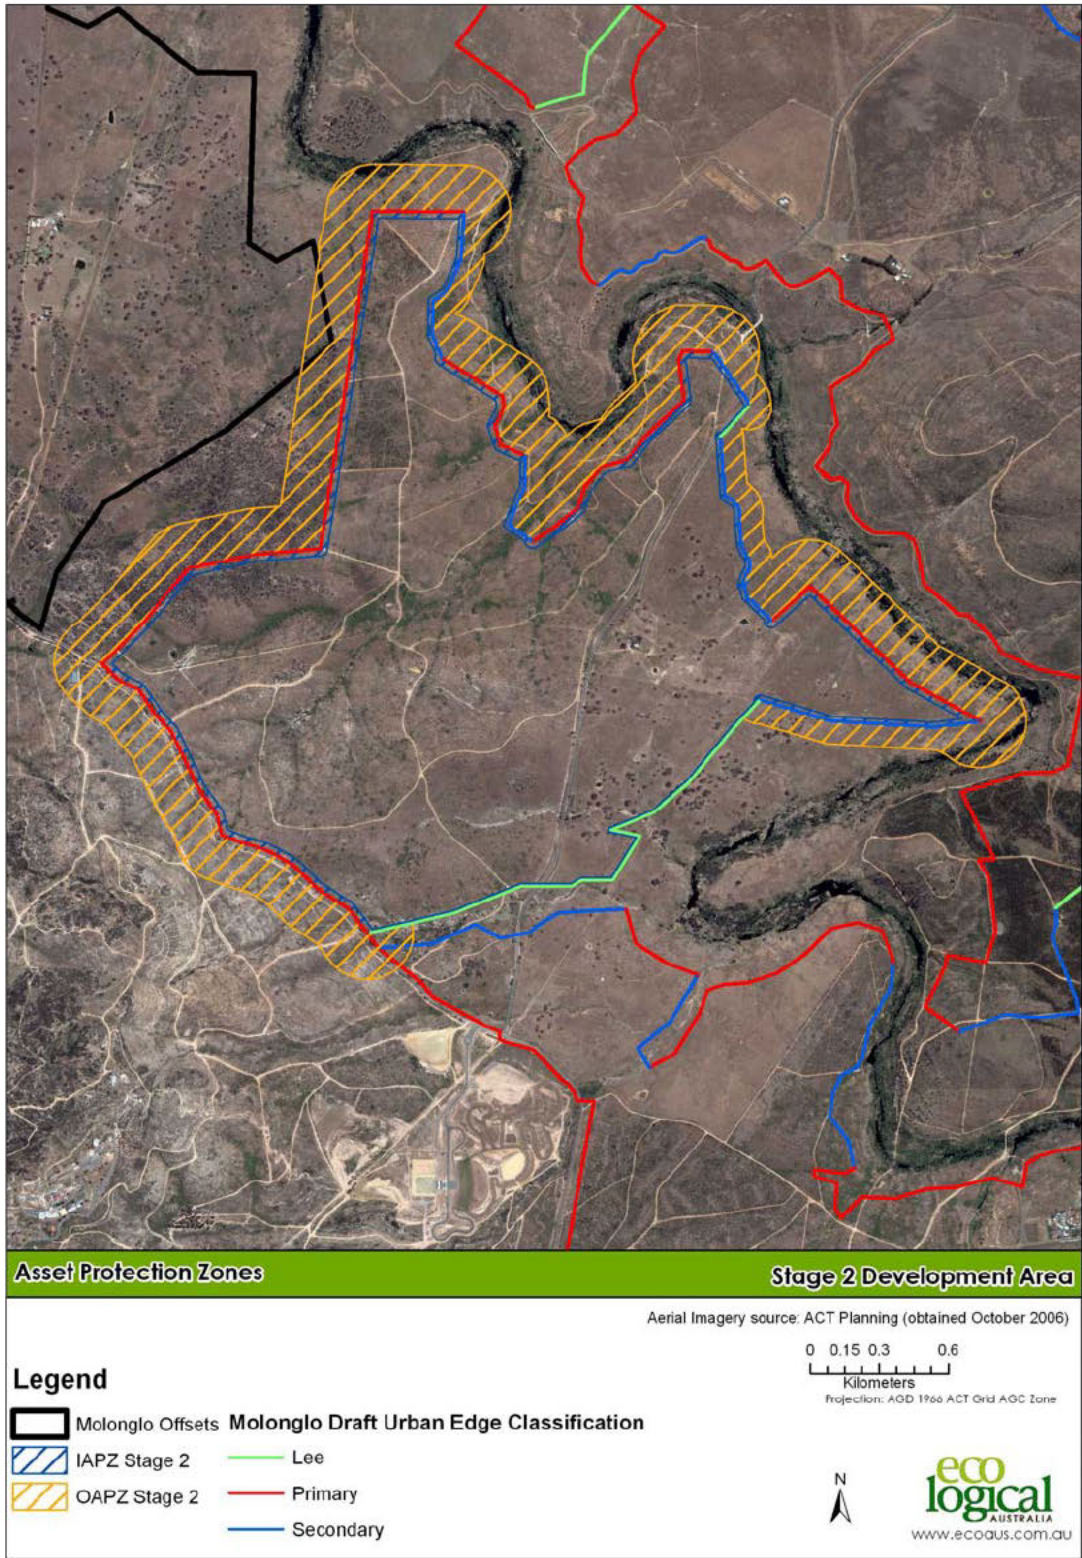 Asset Protection Zones
Stage 2 Development Area
Aerial Imagery source: ACT Planning (obtained October 2006)
0 0.15 0.3 0.6
Kilometers
Projection: AGD 1966 ACT Grid AGC Zone
Legend
Molonglo Offsets
IAPZ Stage 2
OAPZ Stage 2
Molonglo Draft Urban Edge Classification
Lee
Primary
Secondary
N
eco
logical
AUSTRALIA
www.ecoaus.com.au